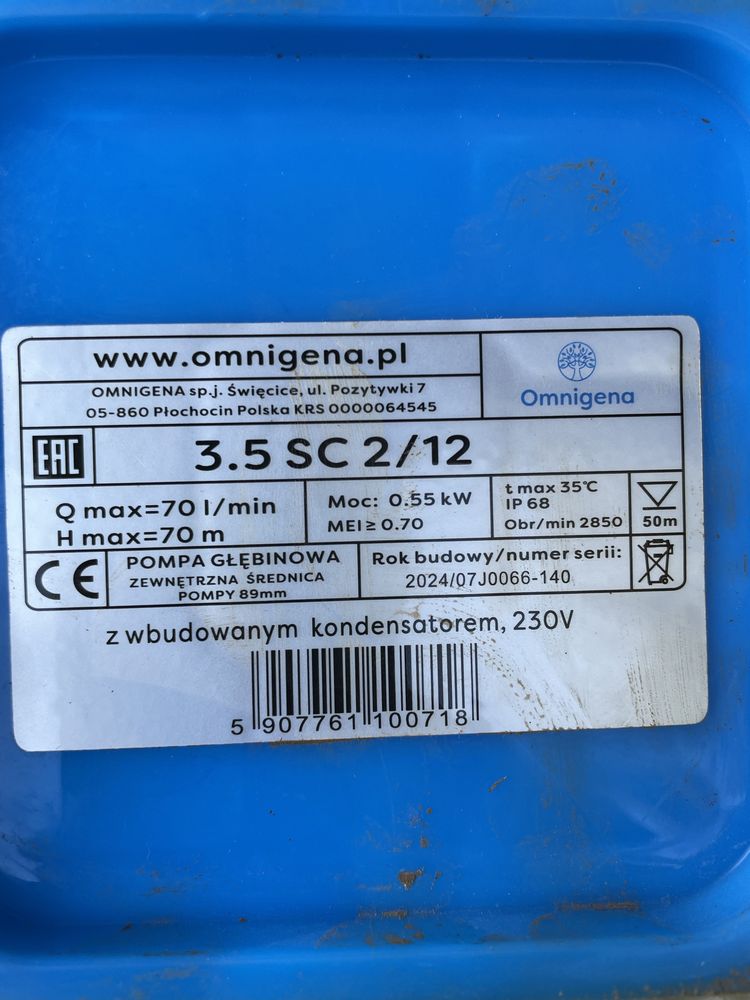 www.omnigena.pl
OMNIGENA sp.j. Święcice, ul. Pozytywki 7
05-860 Płochocin Polska KRS 0000064545
Omnigena
EAC
3.5 SC 2/12
Q max=70 l/min
H max=70 m
Moc: 0.55 kW
MEI ≥ 0.70
t max 35°C
IP 68
Obr/min 2850
50m
CE
POMPA GŁĘBINOWA
ZEWNĘTRZNA ŚREDNICA
POMPY 89mm
Rok budowy/numer serii:
2024/07J0066-140
z wbudowanym kondensatorem, 230V
5 907761 100718